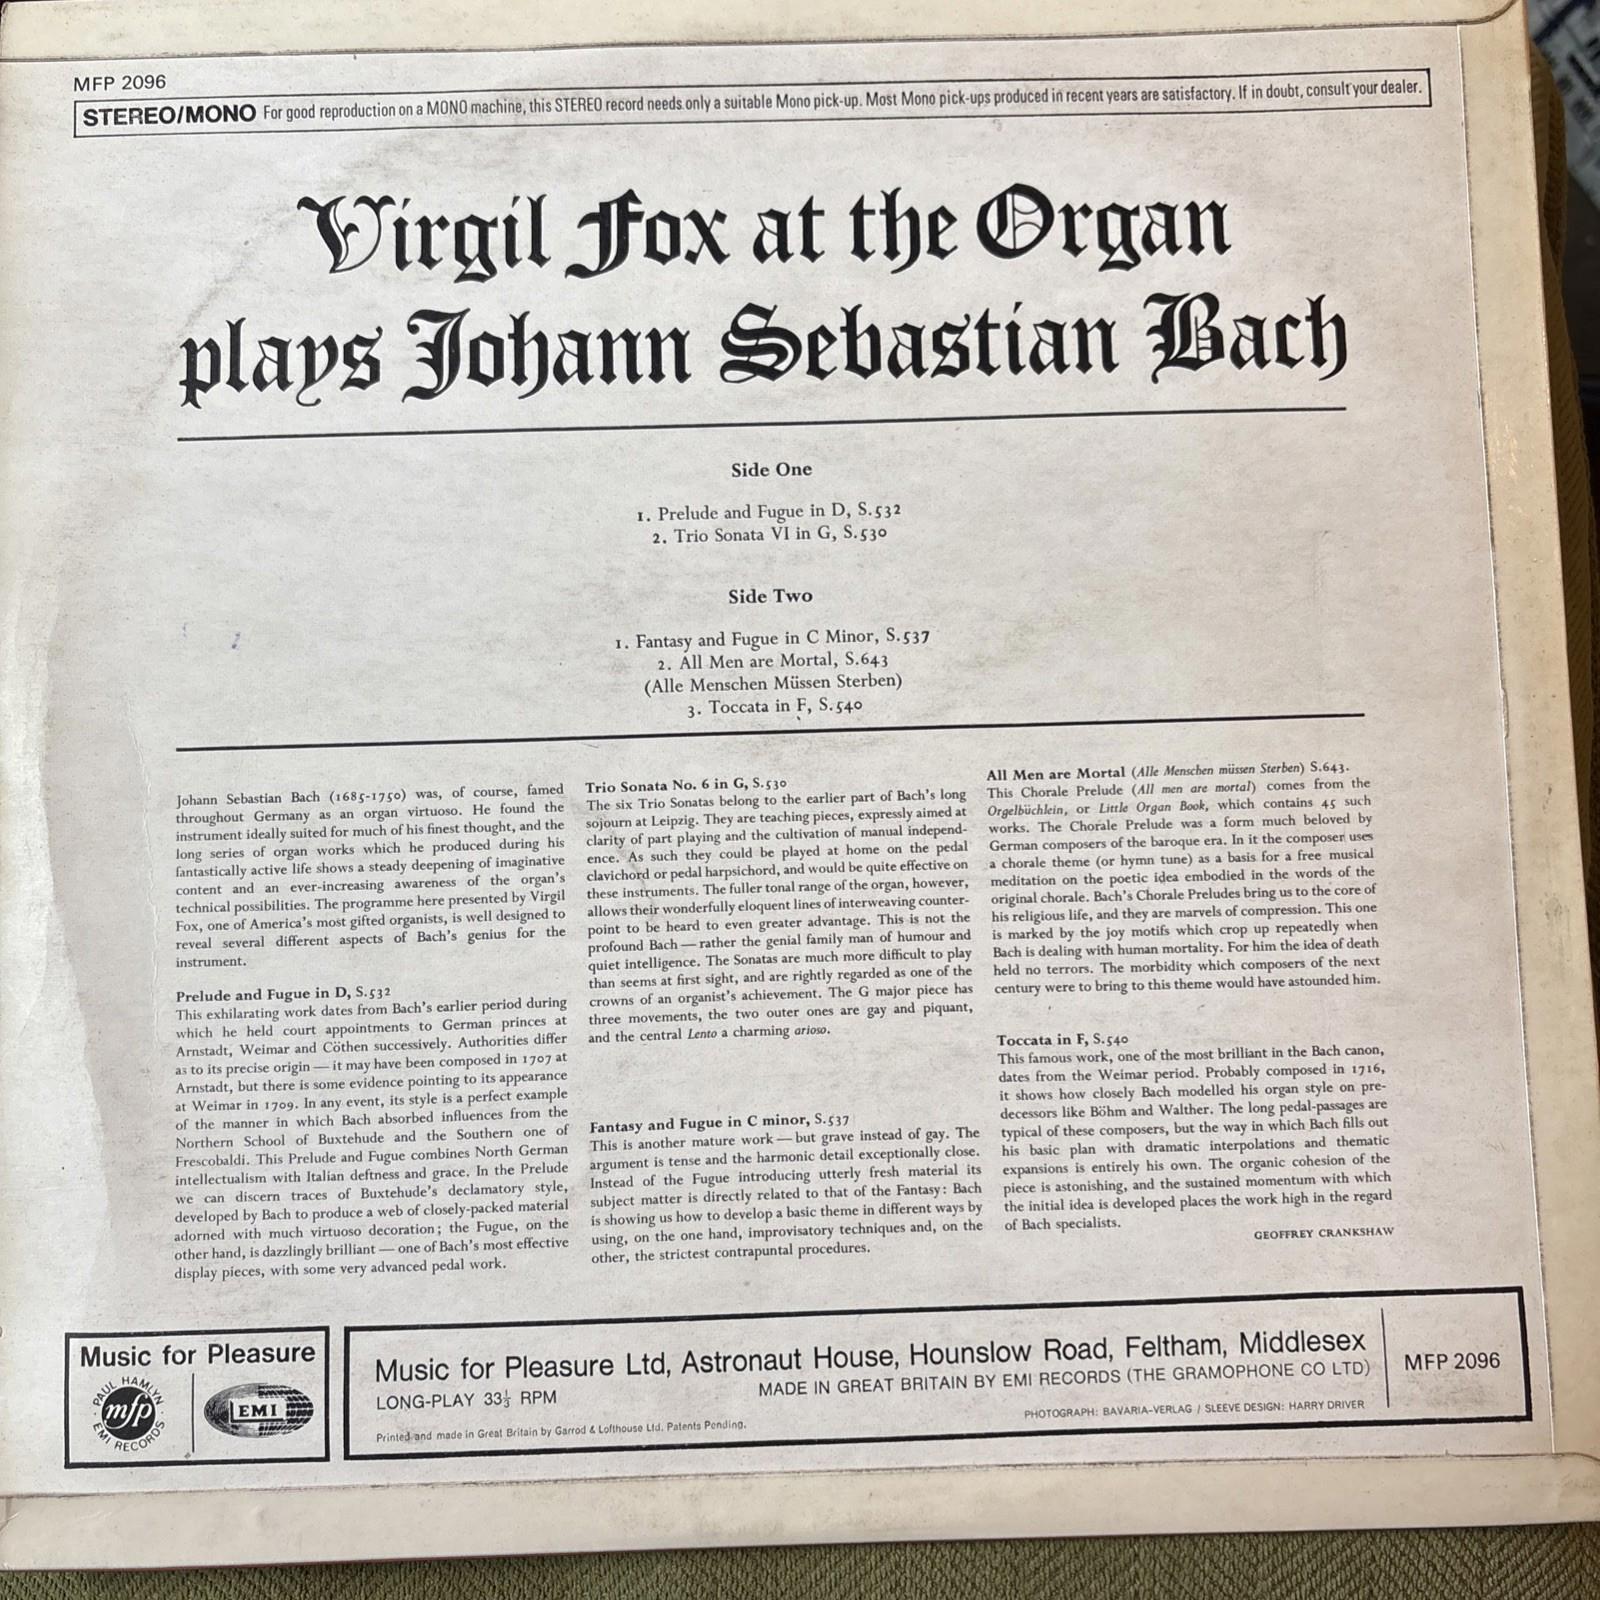 MFP 2096
STEREO/MONO For good reproduction on a MONO machine, this STEREO record needs only a suitable Mono pick-up. Most Mono pick-ups produced in recent years are satisfactory. If in doubt, consult your dealer.
Virgil Fox at the Organ
plays Johann Sebastian Bach
Side One
1. Prelude and Fugue in D, S.532
2. Trio Sonata VI in G, S.530
Side Two
1. Fantasy and Fugue in C Minor, S.537
2. All Men are Mortal, S.643
(Alle Menschen Müssen Sterben)
3. Toccata in F, S.540
Johann Sebastian Bach (1685-1750) was, of course, famed
throughout Germany as an organ virtuoso. He found the
instrument ideally suited for much of his finest thought, and the
long series of organ works which he produced during his
fantastically active life shows a steady deepening of imaginative
content and an ever-increasing awareness of the organ's
technical possibilities. The programme here presented by Virgil
Fox, one of America's most gifted organists, is well designed to
reveal several different aspects of Bach's genius for the
instrument.
Prelude and Fugue in D, S.532
This exhilarating work dates from Bach's earlier period during
which he held court appointments to German princes at
Arnstadt, Weimar and Cöthen successively. Authorities differ
as to its precise origin — it may have been composed in 1707 at
Arnstadt, but there is some evidence pointing to its appearance
at Weimar in 1709. In any event, its style is a perfect example
of the manner in which Bach absorbed influences from the
Northern School of Buxtehude and the Southern one of
Frescobaldi. This Prelude and Fugue combines North German
intellectualism with Italian deftness and grace. In the Prelude
we can discern traces of Buxtehude's declamatory style,
developed by Bach to produce a web of closely-packed material
adorned with much virtuoso decoration; the Fugue, on the
other hand, is dazzlingly brilliant — one of Bach's most effective
display pieces, with some very advanced pedal work.
Trio Sonata No. 6 in G, S.530
The six Trio Sonatas belong to the earlier part of Bach's long
sojourn at Leipzig. They are teaching pieces, expressly aimed at
clarity of part playing and the cultivation of manual independ-
ence. As such they could be played at home on the pedal
clavichord or pedal harpsichord, and would be quite effective on
these instruments. The fuller tonal range of the organ, however,
allows their wonderfully eloquent lines of interweaving counter-
point to be heard to even greater advantage. This is not the
profound Bach — rather the genial family man of humour and
quiet intelligence. The Sonatas are much more difficult to play
than seems at first sight, and are rightly regarded as one of the
crowns of an organist's achievement. The G major piece has
three movements, the two outer ones are gay and piquant,
and the central Lento a charming arioso.
Fantasy and Fugue in C minor, S.537
This is another mature work — but grave instead of gay. The
argument is tense and the harmonic detail exceptionally close.
Instead of the Fugue introducing utterly fresh material its
subject matter is directly related to that of the Fantasy: Bach
is showing us how to develop a basic theme in different ways by
using, on the one hand, improvisatory techniques and, on the
other, the strictest contrapuntal procedures.
All Men are Mortal (Alle Menschen müssen Sterben) S.643.
This Chorale Prelude (All men are mortal) comes from the
Orgelbüchlein, or Little Organ Book, which contains 45 such
works. The Chorale Prelude was a form much beloved by
German composers of the baroque era. In it the composer uses
a chorale theme (or hymn tune) as a basis for a free musical
meditation on the poetic idea embodied in the words of the
original chorale. Bach's Chorale Preludes bring us to the core of
his religious life, and they are marvels of compression. This one
is marked by the joy motifs which crop up repeatedly when
Bach is dealing with human mortality. For him the idea of death
held no terrors. The morbidity which composers of the next
century were to bring to this theme would have astounded him.
Toccata in F, S.540
This famous work, one of the most brilliant in the Bach canon,
dates from the Weimar period. Probably composed in 1716,
it shows how closely Bach modelled his organ style on pre-
decessors like Böhm and Walther. The long pedal-passages are
typical of these composers, but the way in which Bach fills out
his basic plan with dramatic interpolations and thematic
expansions is entirely his own. The organic cohesion of the
piece is astonishing, and the sustained momentum with which
the initial idea is developed places the work high in the regard
of Bach specialists.
GEOFFREY CRANKSHAW
Music for Pleasure
PAUL HAMLYN
mfp
EMI RECORDS
EMI
Music for Pleasure Ltd, Astronaut House, Hounslow Road, Feltham, Middlesex
LONG-PLAY 33⅓ RPM
MADE IN GREAT BRITAIN BY EMI RECORDS (THE GRAMOPHONE CO LTD)
Printed and made in Great Britain by Garrod & Lofthouse Ltd. Patents Pending.
PHOTOGRAPH: BAVARIA-VERLAG / SLEEVE DESIGN: HARRY DRIVER
MFP 2096